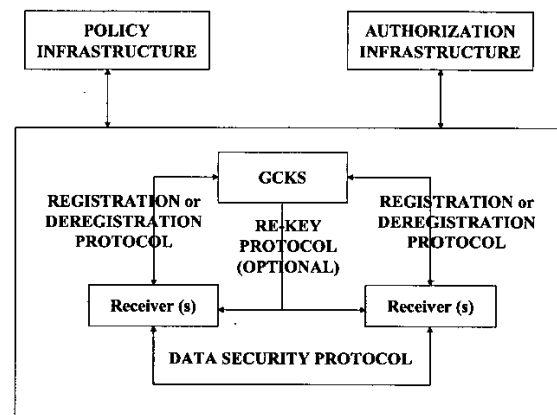 POLICY
INFRASTRUCTURE
AUTHORIZATION
INFRASTRUCTURE
GCKS
REGISTRATION or
DEREGISTRATION
PROTOCOL
RE-KEY
PROTOCOL
(OPTIONAL)
REGISTRATION or
DEREGISTRATION
PROTOCOL
Receiver (s)
Receiver (s)
DATA SECURITY PROTOCOL